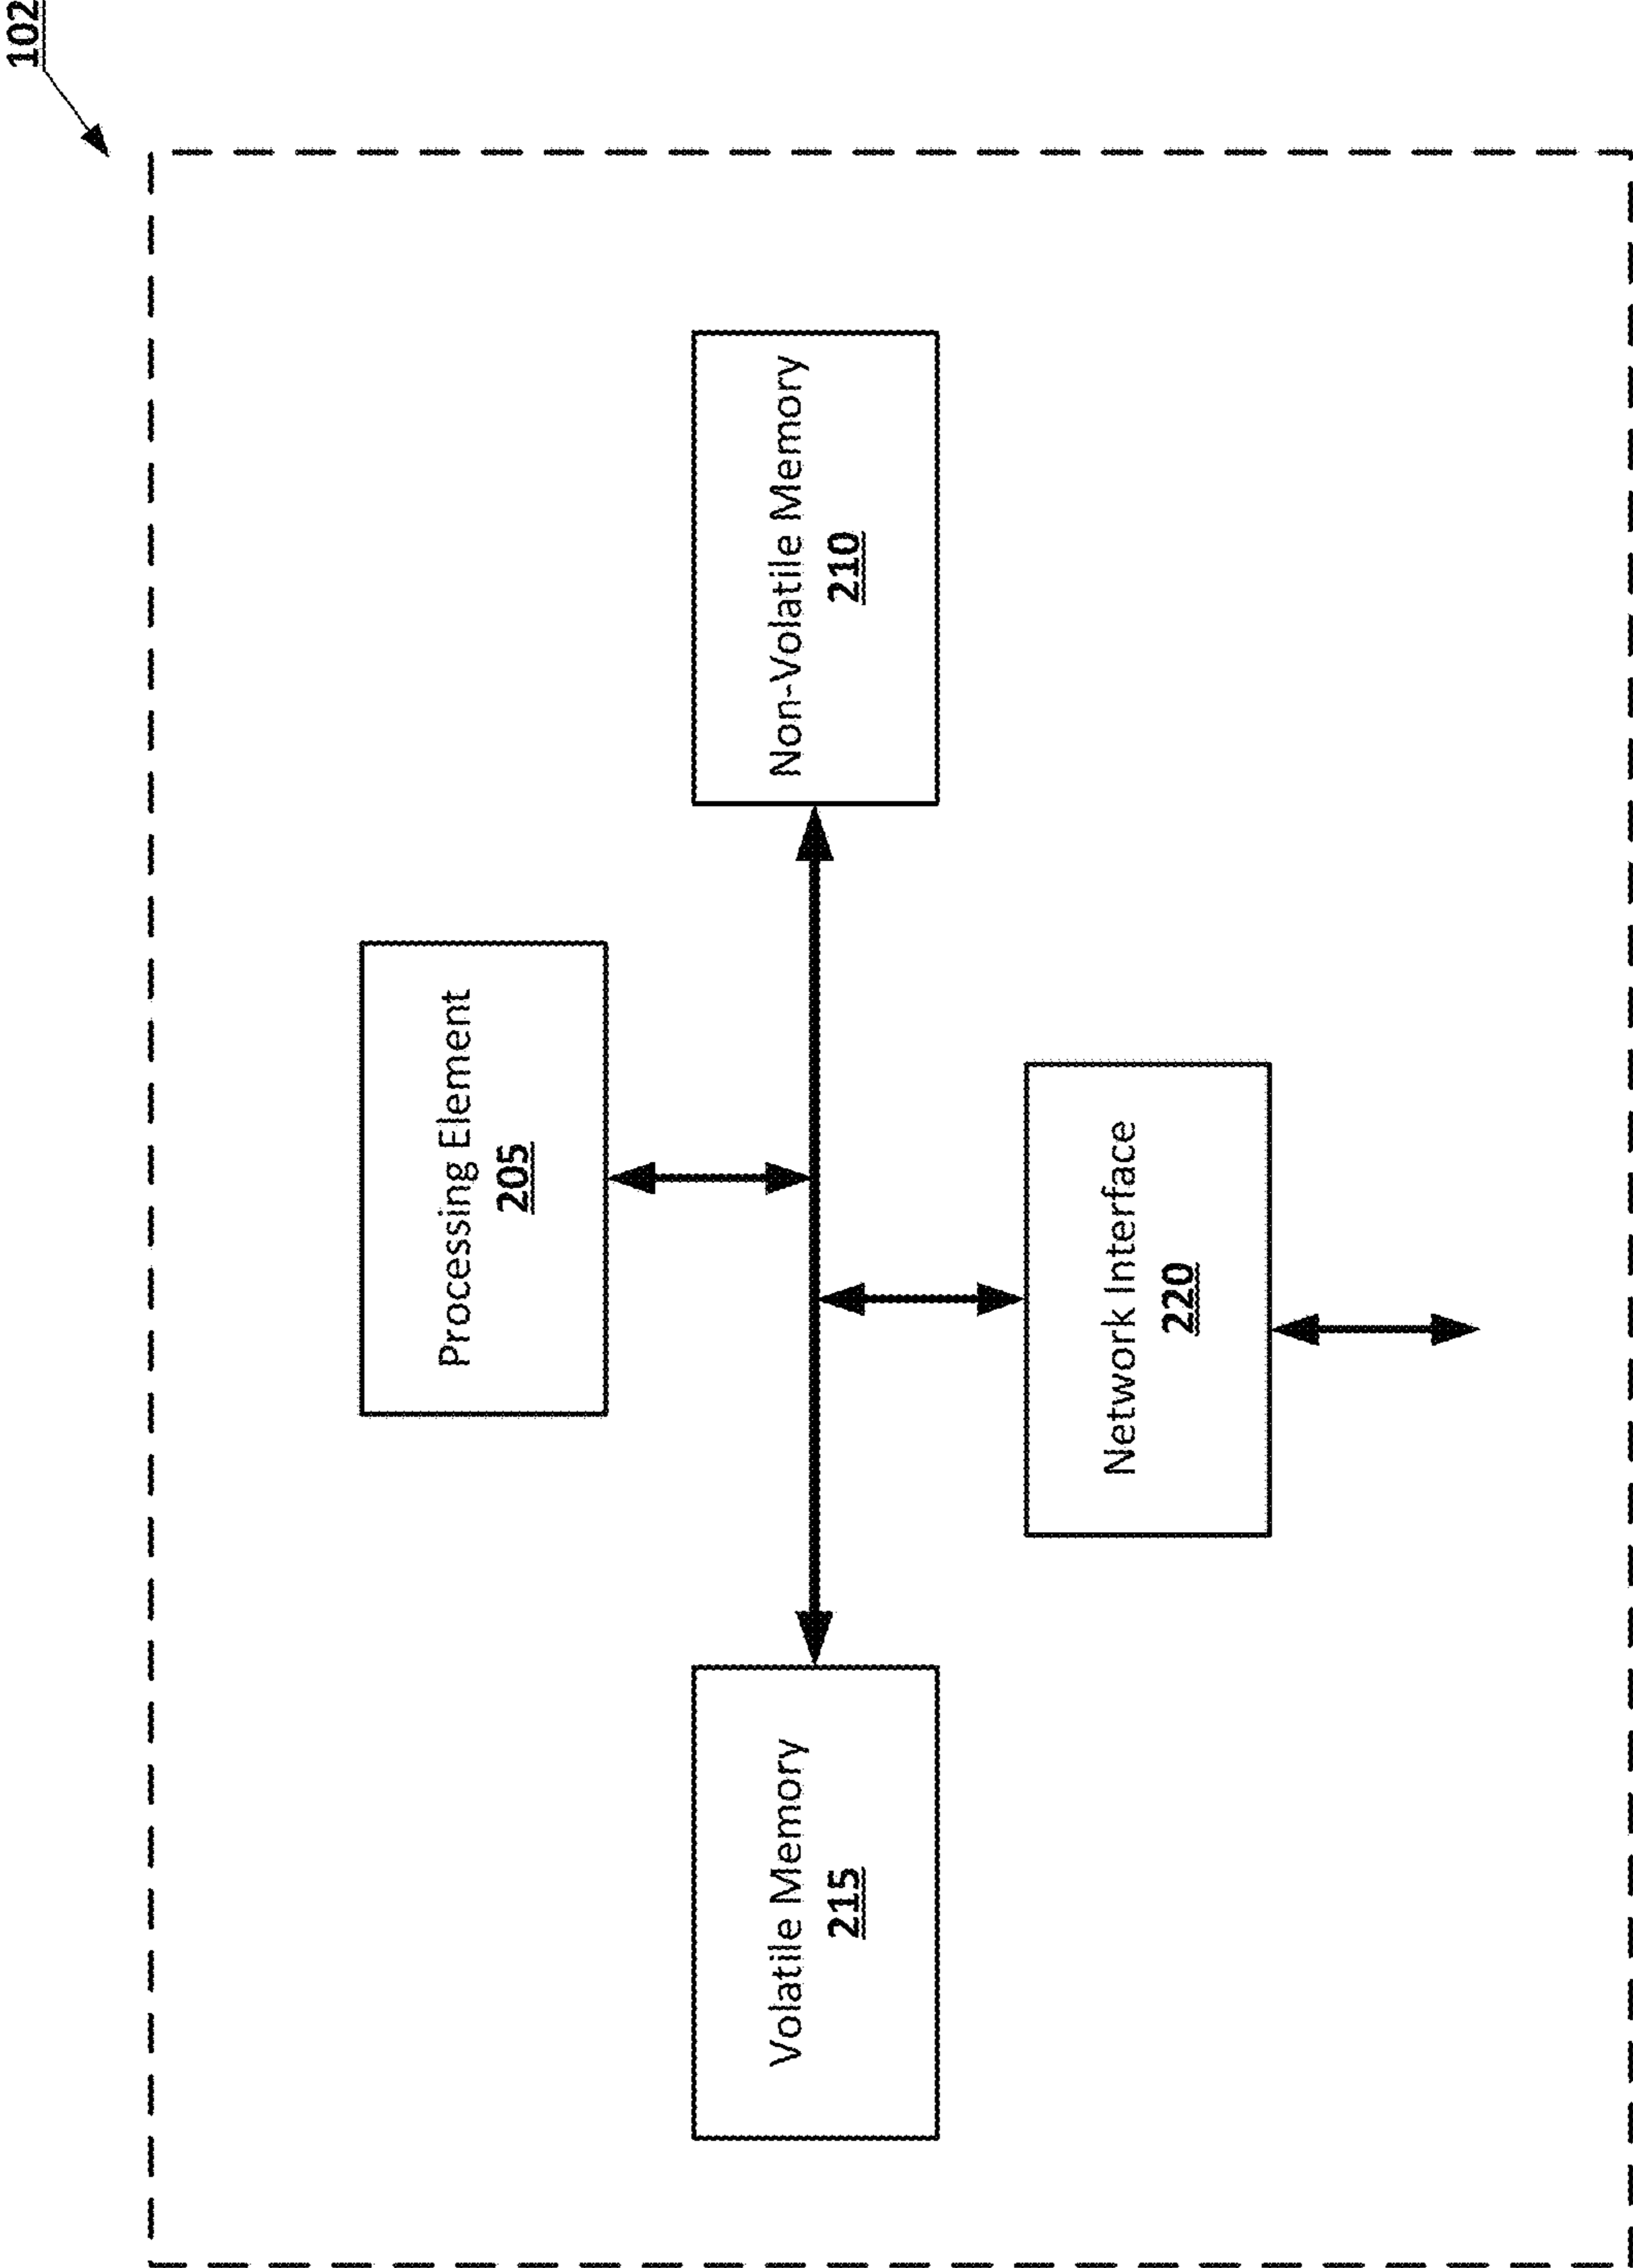 102
Processing Element
205
Volatile Memory
215
Non-Volatile Memory
210
Network Interface
220